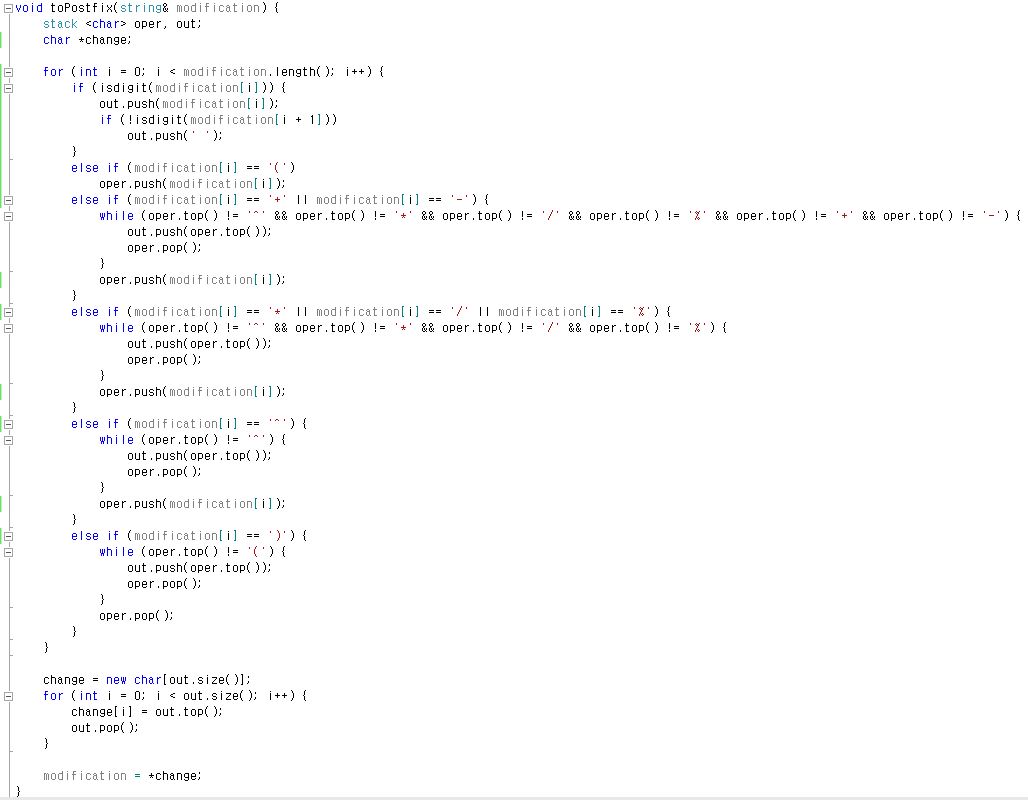 void toPostfix(string& modification) {
    stack <char> oper, out;
    char *change;

    for (int i = 0; i < modification.length(); i++) {
        if (isdigit(modification[i])) {
            out.push(modification[i]);
            if (!isdigit(modification[i + 1]))
                out.push(' ');
        }
        else if (modification[i] == '(')
            oper.push(modification[i]);
        else if (modification[i] == '+' || modification[i] == '-') {
            while (oper.top() != '^' && oper.top() != '*' && oper.top() != '/' && oper.top() != '%' && oper.top() != '+' && oper.top() != '-') {
                out.push(oper.top());
                oper.pop();
            }
            oper.push(modification[i]);
        }
        else if (modification[i] == '*' || modification[i] == '/' || modification[i] == '%') {
            while (oper.top() != '^' && oper.top() != '*' && oper.top() != '/' && oper.top() != '%') {
                out.push(oper.top());
                oper.pop();
            }
            oper.push(modification[i]);
        }
        else if (modification[i] == '^') {
            while (oper.top() != '^') {
                out.push(oper.top());
                oper.pop();
            }
            oper.push(modification[i]);
        }
        else if (modification[i] == ')') {
            while (oper.top() != '(') {
                out.push(oper.top());
                oper.pop();
            }
            oper.pop();
        }
    }

    change = new char[out.size()];
    for (int i = 0; i < out.size(); i++) {
        change[i] = out.top();
        out.pop();
    }

    modification = *change;
}